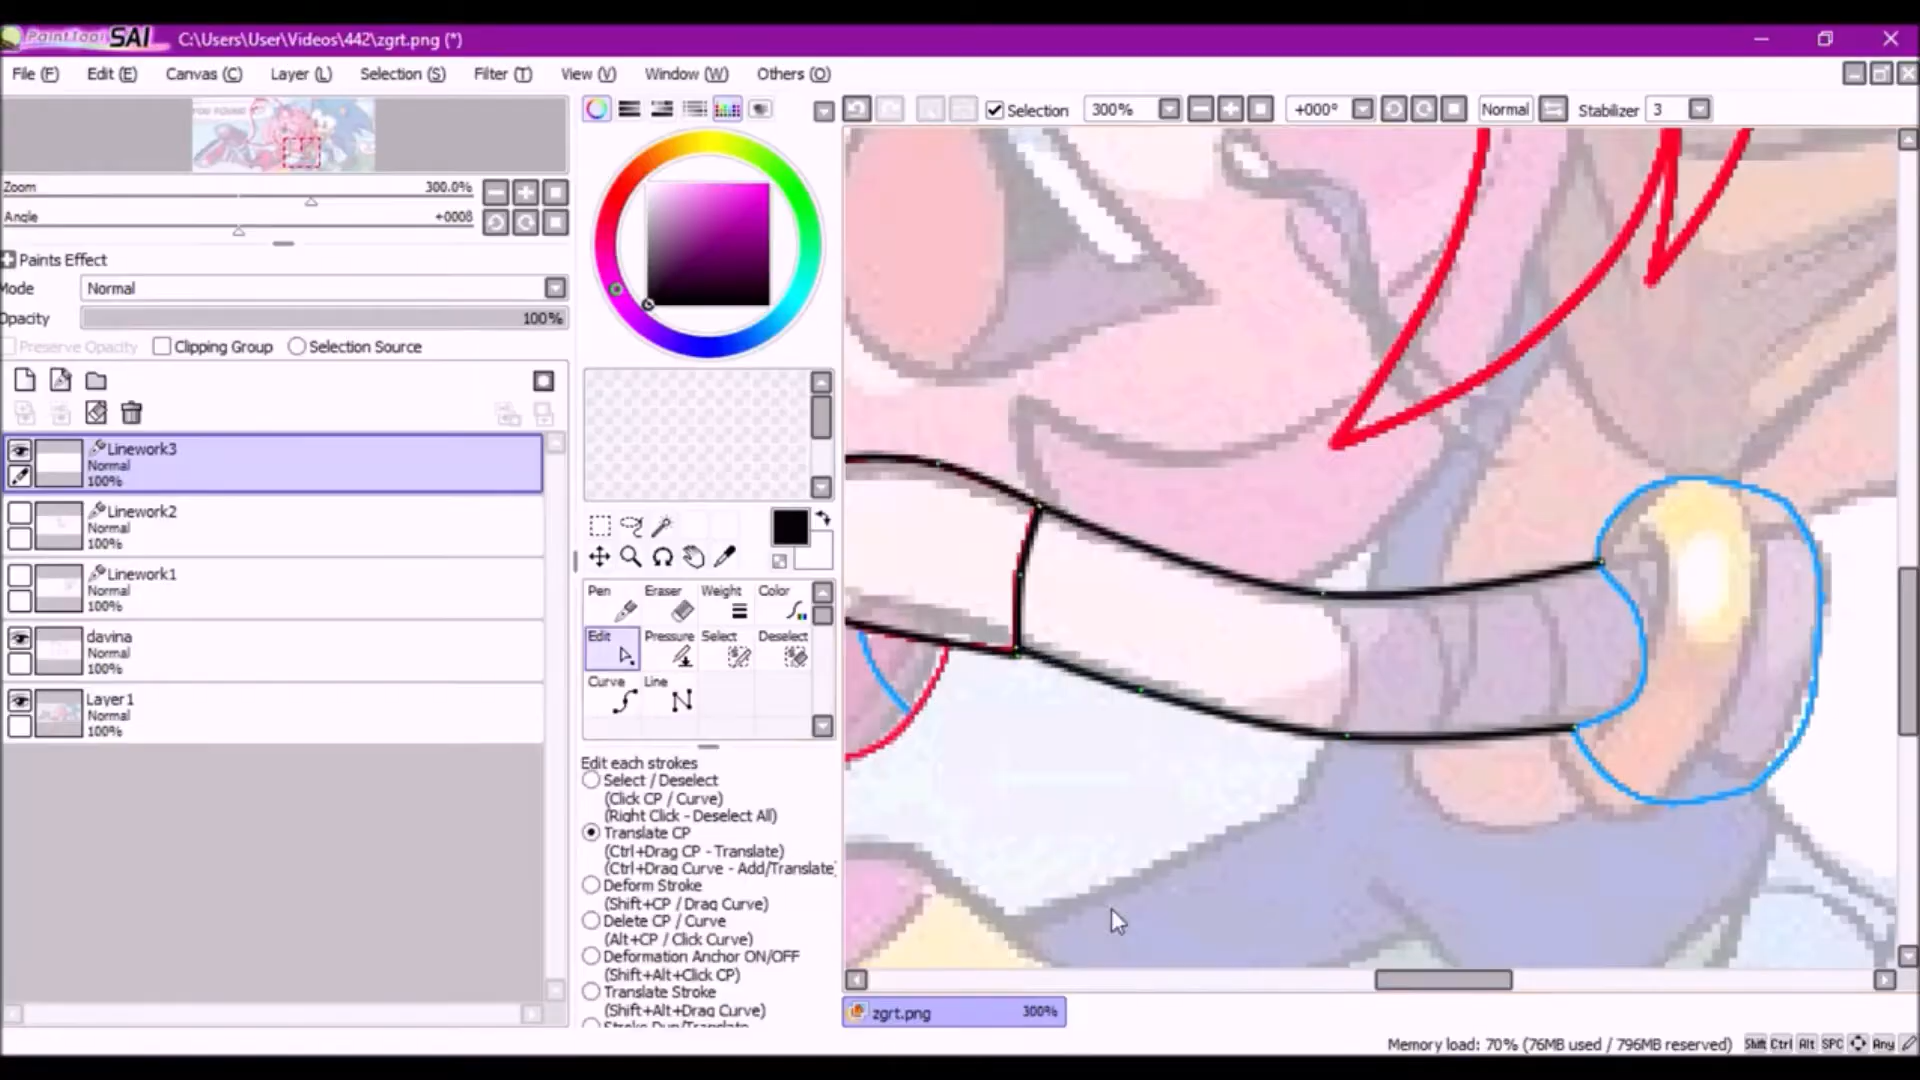 PaintTool SAI C:\Users\User\Videos\442\zgrt.png (*)
File (F) Edit (E) Canvas (C) Layer (L) Selection (S) Filter (T) View (V) Window (W) Others (O)
Selection 300% +000° Normal Stabilizer 3
YOU FOUND
Zoom 300.0%
Angle +0008
Paints Effect
Mode Normal
Opacity 100%
Preserve Opacity Clipping Group Selection Source
Linework3
Normal
100%
Linework2
Normal
100%
Linework1
Normal
100%
davina
Normal
100%
Layer1
Normal
100%
Pen Eraser Weight Color
Edit Pressure Select Deselect
Curve Line
Edit each strokes
Select / Deselect
(Click CP / Curve)
(Right Click - Deselect All)
Translate CP
(Ctrl+Drag CP - Translate)
(Ctrl+Drag Curve - Add/Translate)
Deform Stroke
(Shift+CP / Drag Curve)
Delete CP / Curve
(Alt+CP / Click Curve)
Deformation Anchor ON/OFF
(Shift+Alt+Click CP)
Translate Stroke
(Shift+Alt+Drag Curve)
zgrt.png 300%
Memory load: 70% (76MB used / 796MB reserved) Shift Ctrl Alt SPC Any